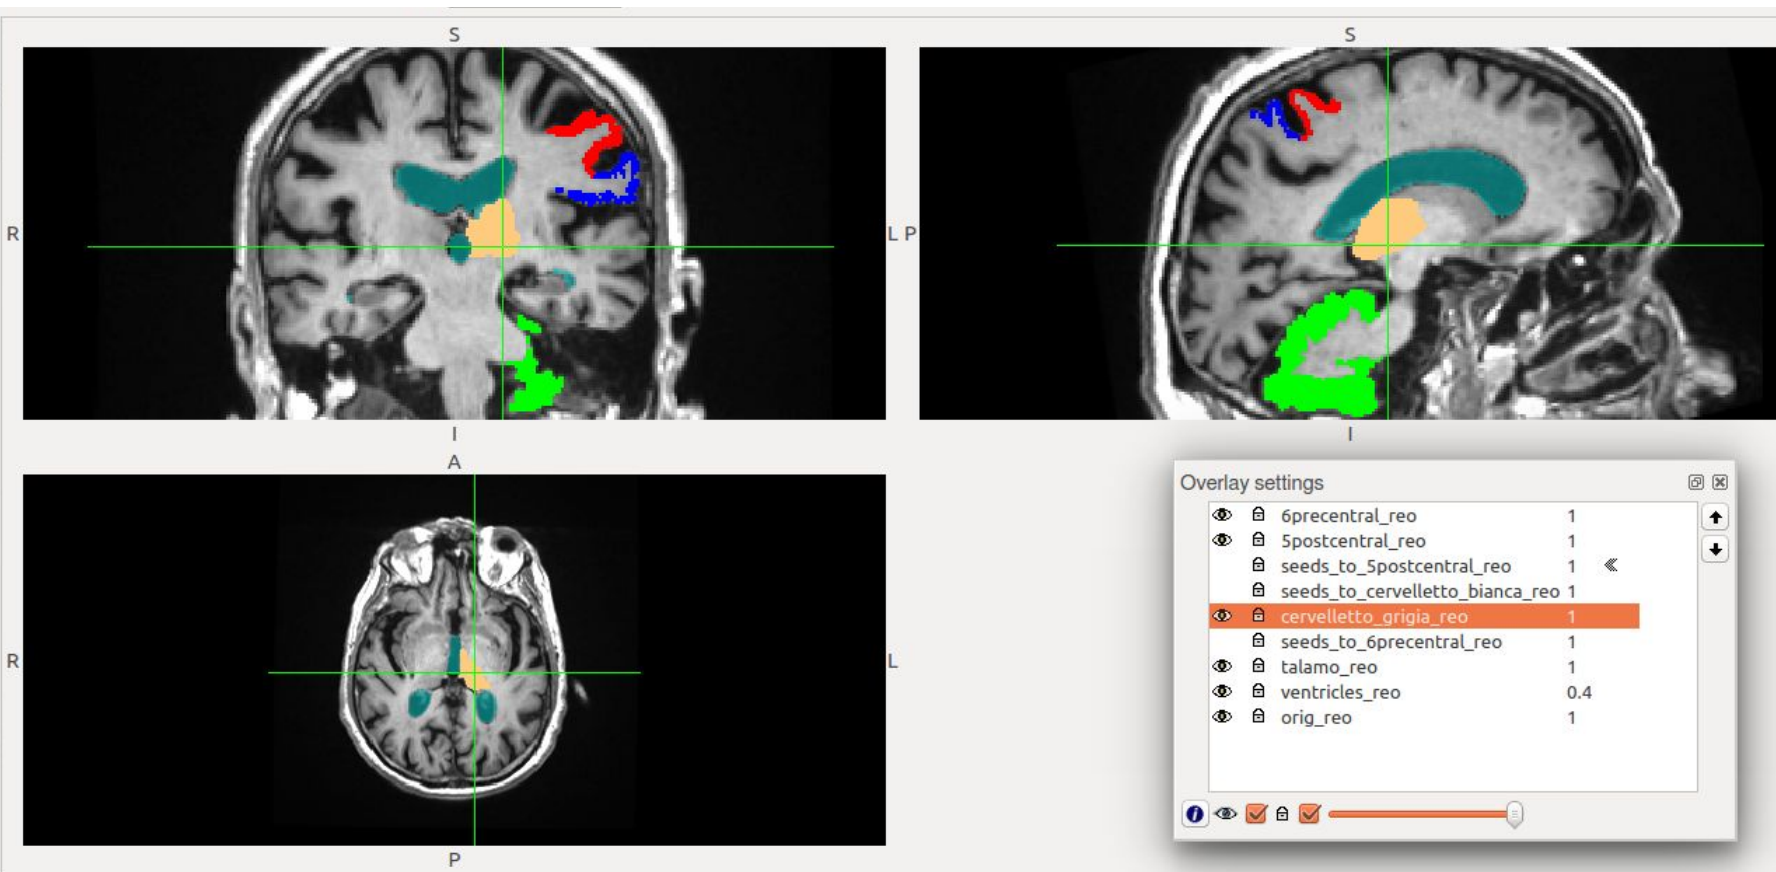 S
S
R
L P
I
I
A
Overlay settings
6precentral_reo 1
5postcentral_reo 1
seeds_to_5postcentral_reo 1
seeds_to_cervelletto_bianca_reo 1
cervelletto_grigia_reo 1
seeds_to_6precentral_reo 1
R
L
talamo_reo 1
ventricles_reo 0.4
orig_reo 1
i
P